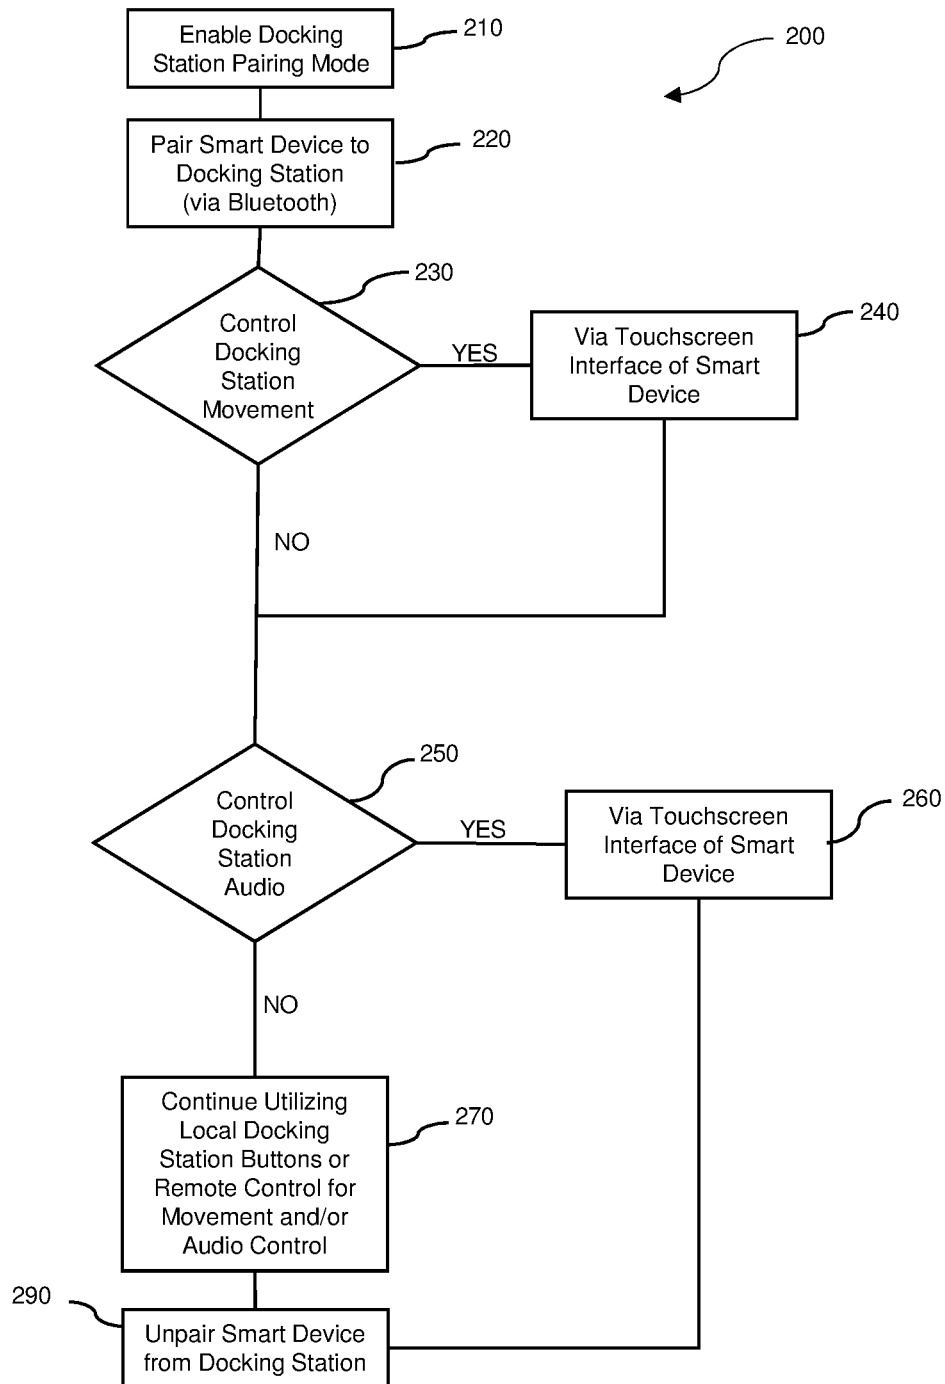 Enable Docking
Station Pairing Mode
210
200
Pair Smart Device to
Docking Station
(via Bluetooth)
220
230
Control
Docking
Station
Movement
YES
Via Touchscreen
Interface of Smart
Device
240
NO
250
Control
Docking
Station
Audio
YES
Via Touchscreen
Interface of Smart
Device
260
NO
Continue Utilizing
Local Docking
Station Buttons or
Remote Control for
Movement and/or
Audio Control
270
290
Unpair Smart Device
from Docking Station